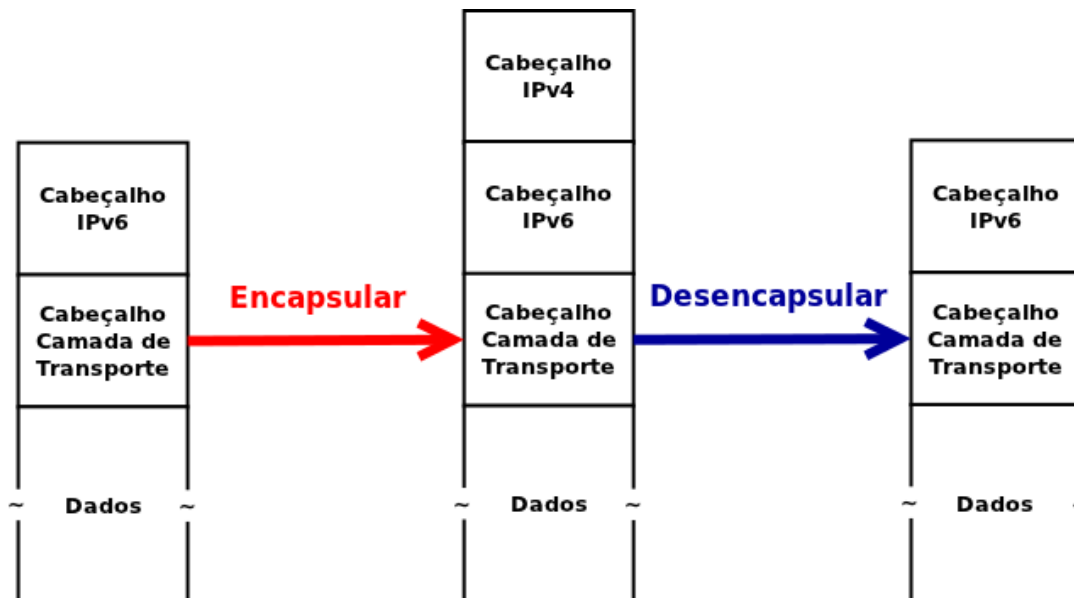 Cabeçalho
IPv6
Cabeçalho
Camada de
Transporte
~ Dados ~
Encapsular
Cabeçalho
IPv4
Cabeçalho
IPv6
Cabeçalho
Camada de
Transporte
~ Dados ~
Desencapsular
Cabeçalho
IPv6
Cabeçalho
Camada de
Transporte
~ Dados ~